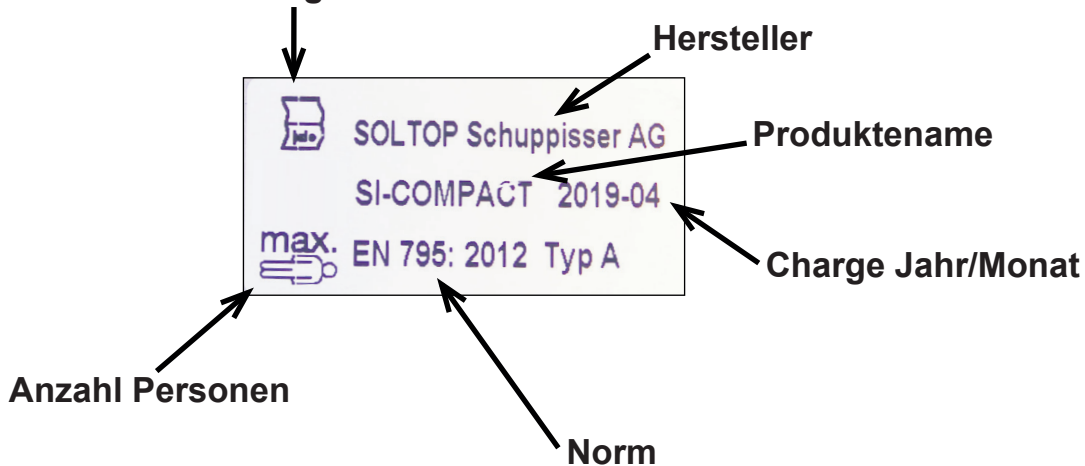 Hersteller
SOLTOP Schuppisser AG
Produktename
SI-COMPACT 2019-04
max.
EN 795: 2012 Typ A
Charge Jahr/Monat
Anzahl Personen
Norm